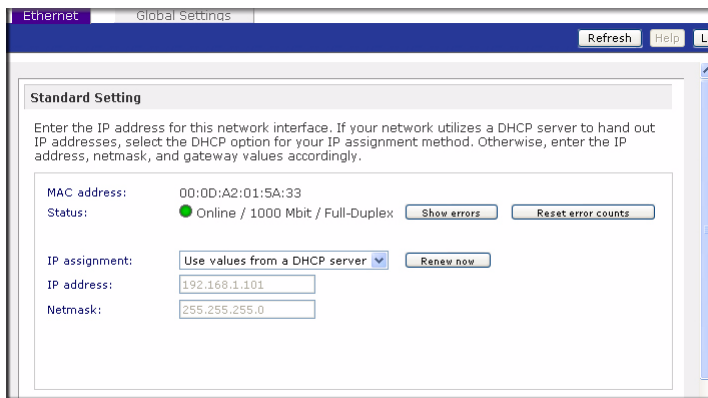 Ethernet Global Settings
Refresh Help L
Standard Setting
Enter the IP address for this network interface. If your network utilizes a DHCP server to hand out
IP addresses, select the DHCP option for your IP assignment method. Otherwise, enter the IP
address, netmask, and gateway values accordingly.
MAC address: 00:0D:A2:01:5A:33
Status: Online / 1000 Mbit / Full-Duplex Show errors Reset error counts
IP assignment: Use values from a DHCP server Renew now
IP address: 192.168.1.101
Netmask: 255.255.255.0